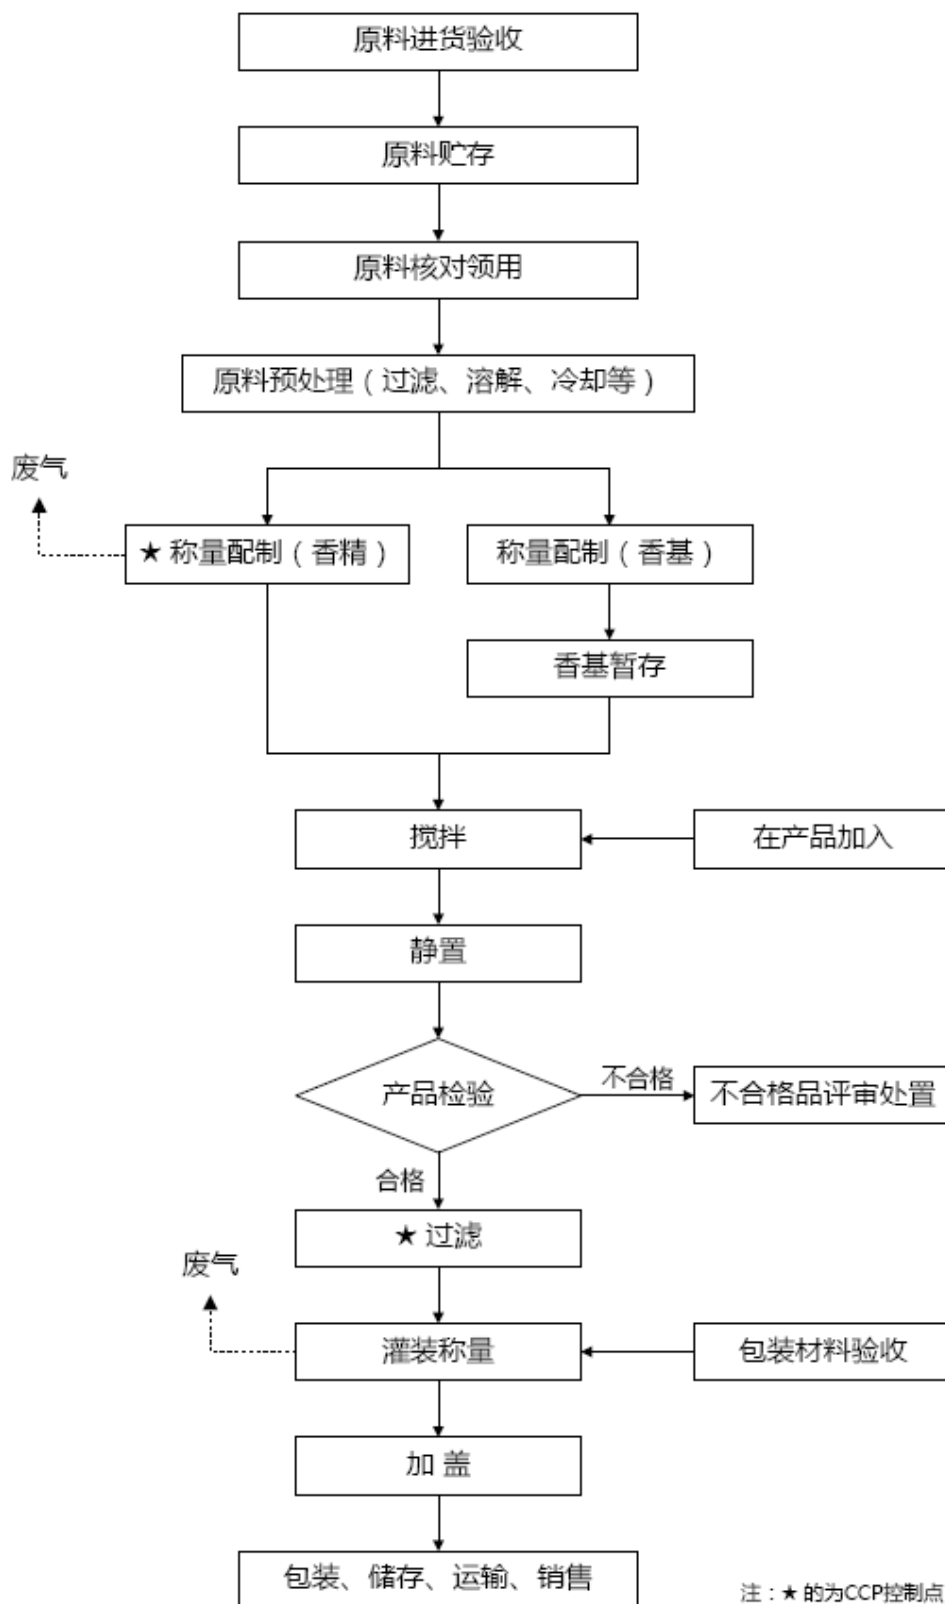 原料进货验收
原料贮存
原料核对领用
原料预处理（过滤、溶解、冷却等）
废气
★ 称量配制（香精）
称量配制（香基）
香基暂存
搅拌
在产品加入
静置
产品检验
不合格
不合格品评审处置
合格
★ 过滤
废气
灌装称量
包装材料验收
加 盖
包装、储存、运输、销售
注：★ 的为CCP控制点